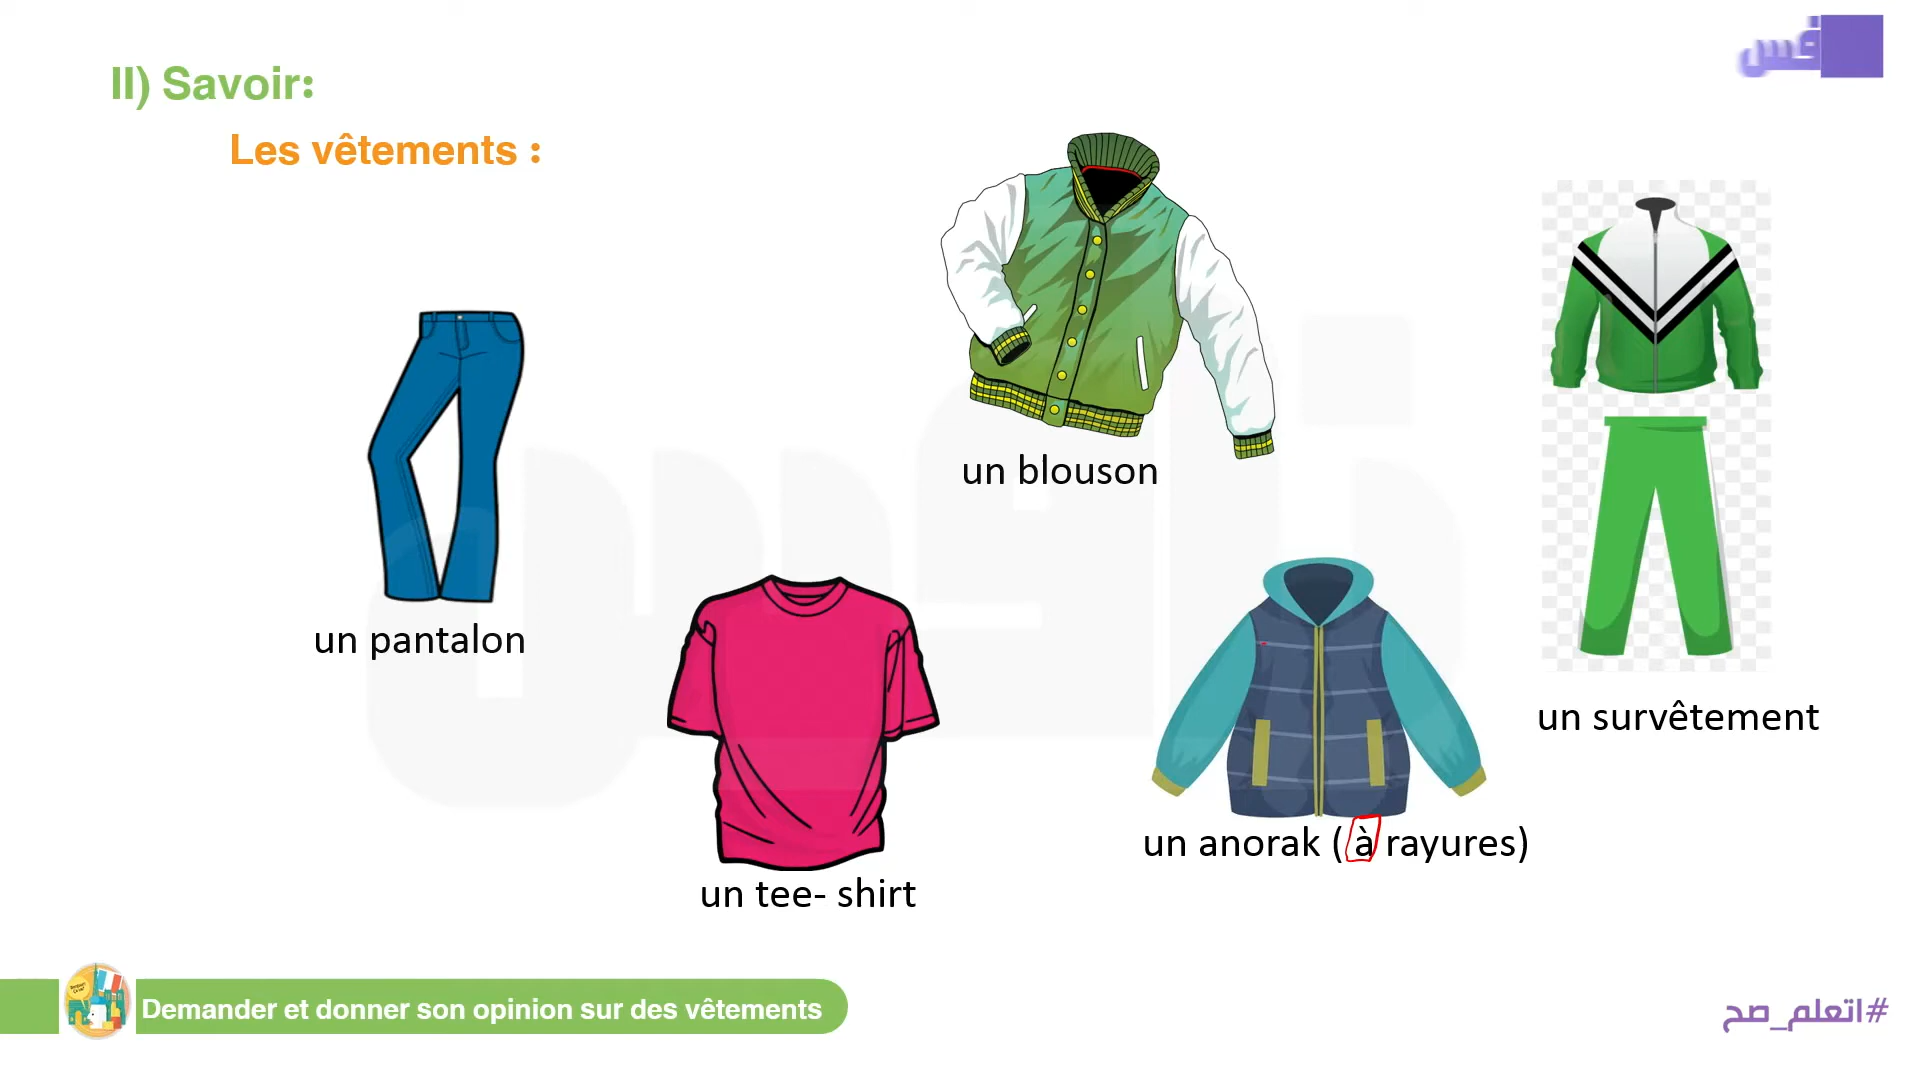 II) Savoir:
Les vêtements :
un blouson
un pantalon
un survêtement
un anorak ( à rayures)
un tee- shirt
Demander et donner son opinion sur des vêtements
#اتعلم_صح